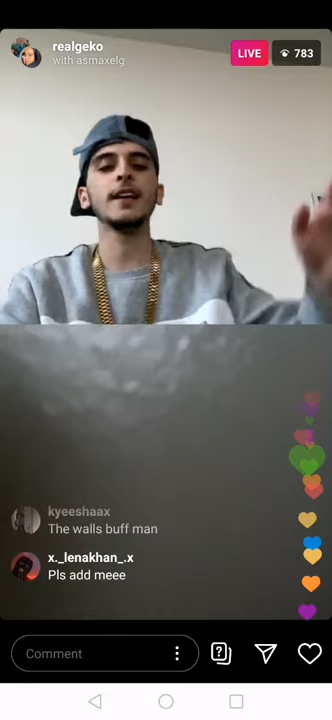 realgeko
with asmaxelg
LIVE
783
kyeeshaax
The walls buff man
x._lenakhan_.x
Pls add meee
Comment